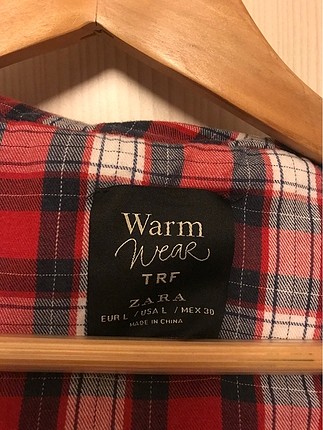 Warm
Wear
TRF
ZARA
EUR L / USA L / MEX 30
MADE IN CHINA